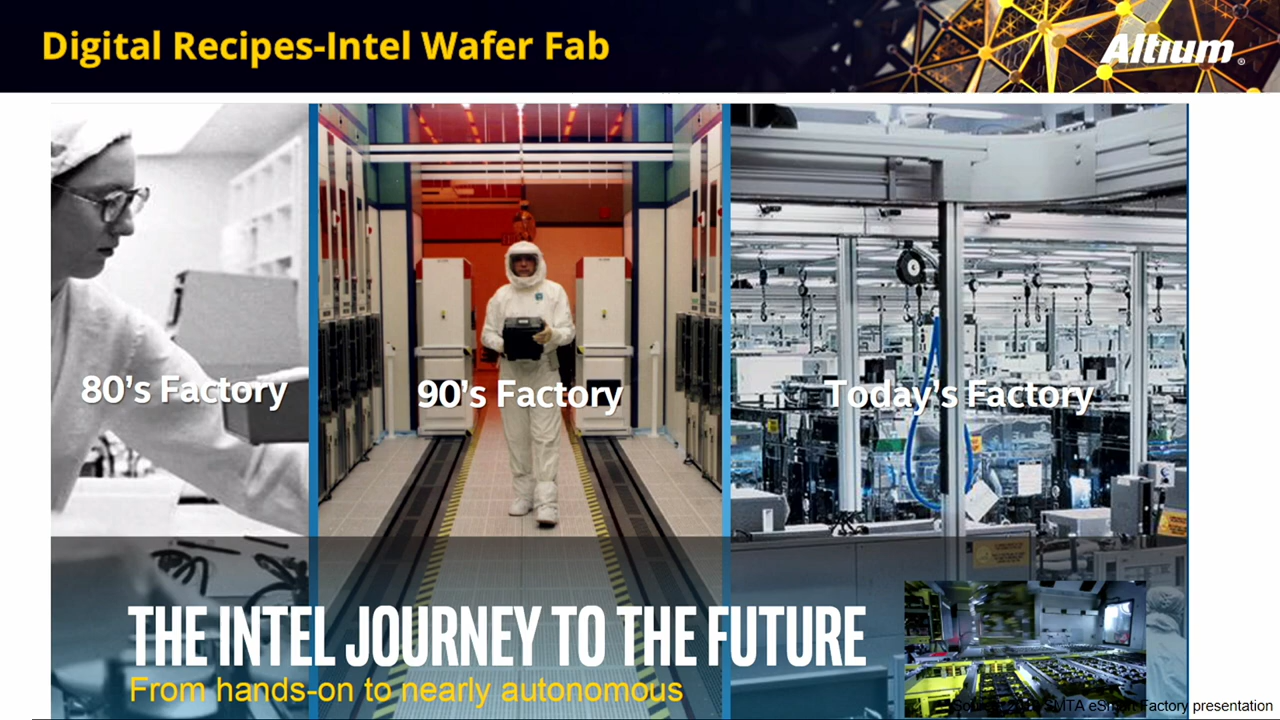 Digital Recipes-Intel Wafer Fab
Altium®
80's Factory
90's Factory
Today's Factory
THE INTEL JOURNEY TO THE FUTURE
From hands-on to nearly autonomous
SMTA eSmart Factory presentation